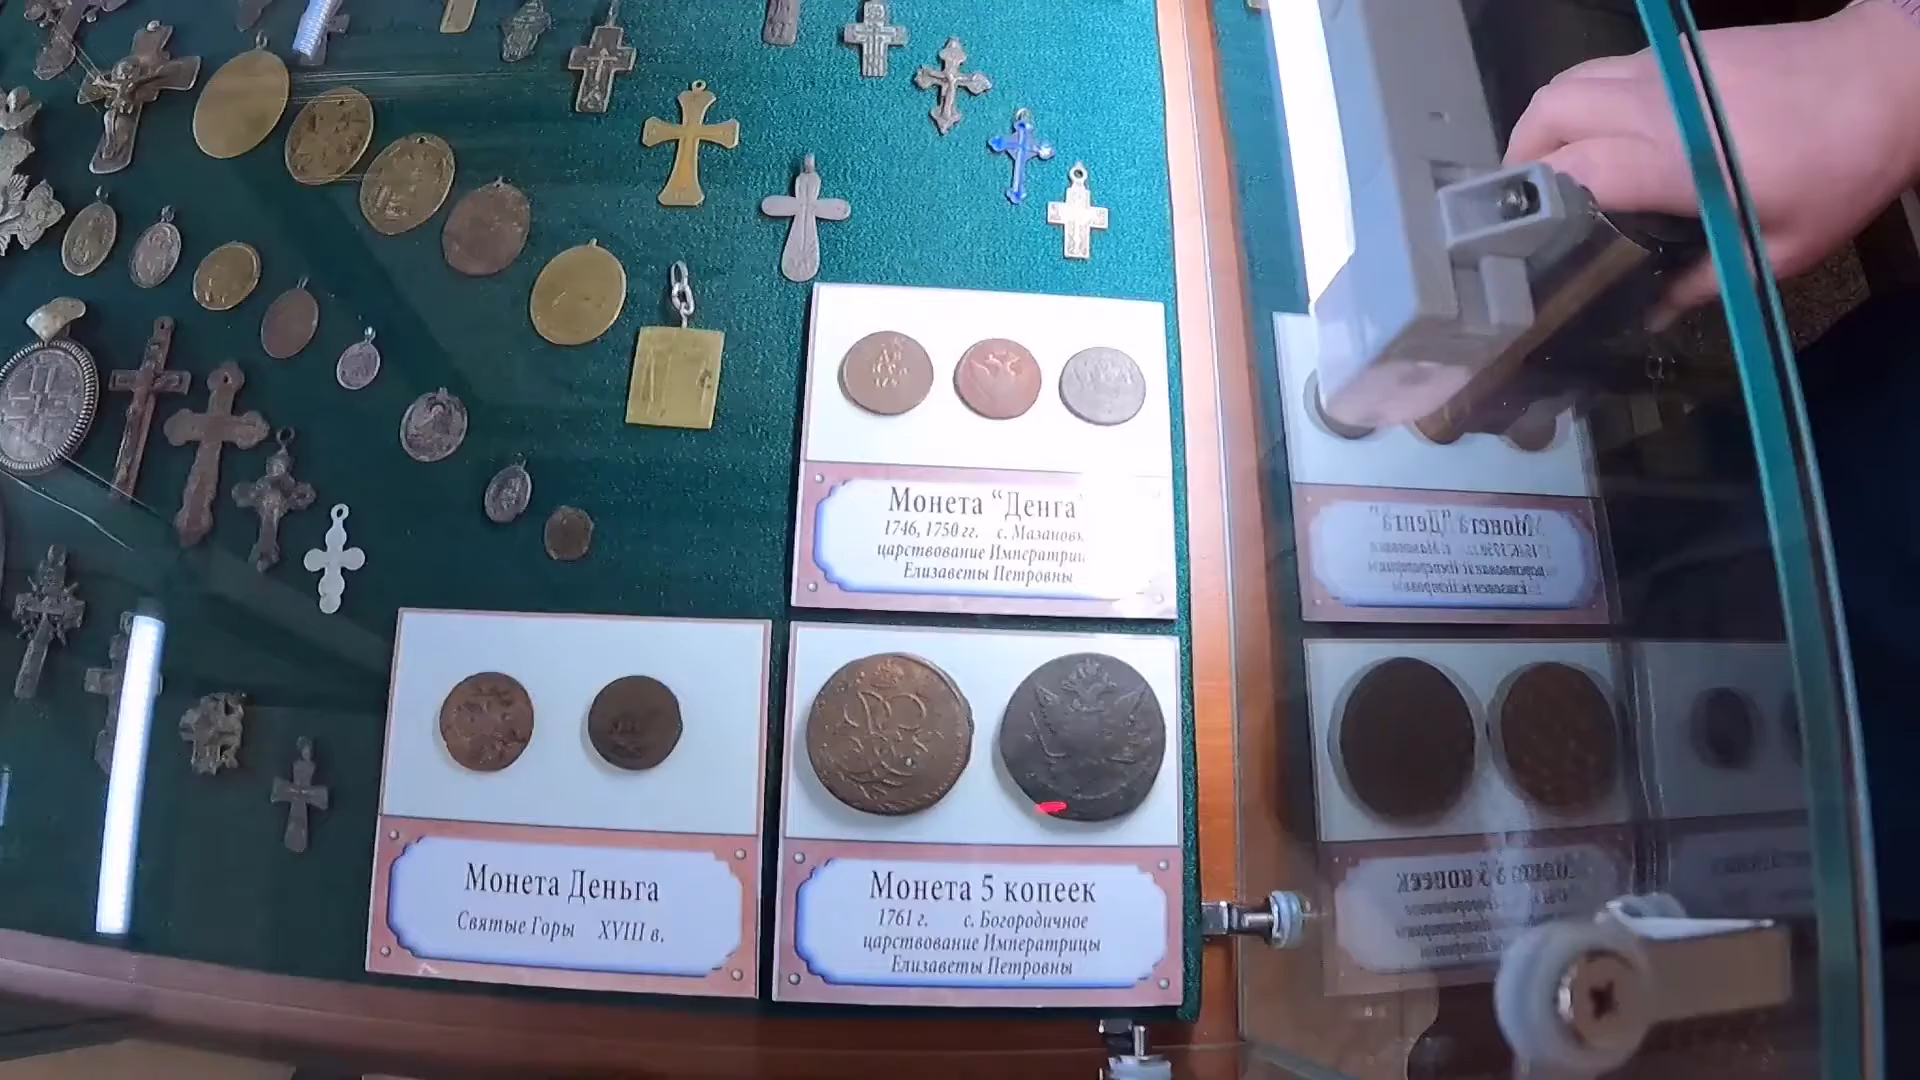 Монета “Денга
1746, 1750 гг. с. Мазановк
царствование Императри
Елизаветы Петровны
Монета Деньга
Святые Горы XVIII в.
Монета 5 копеек
1761 г. с. Богородичное
царствование Императрицы
Елизаветы Петровны